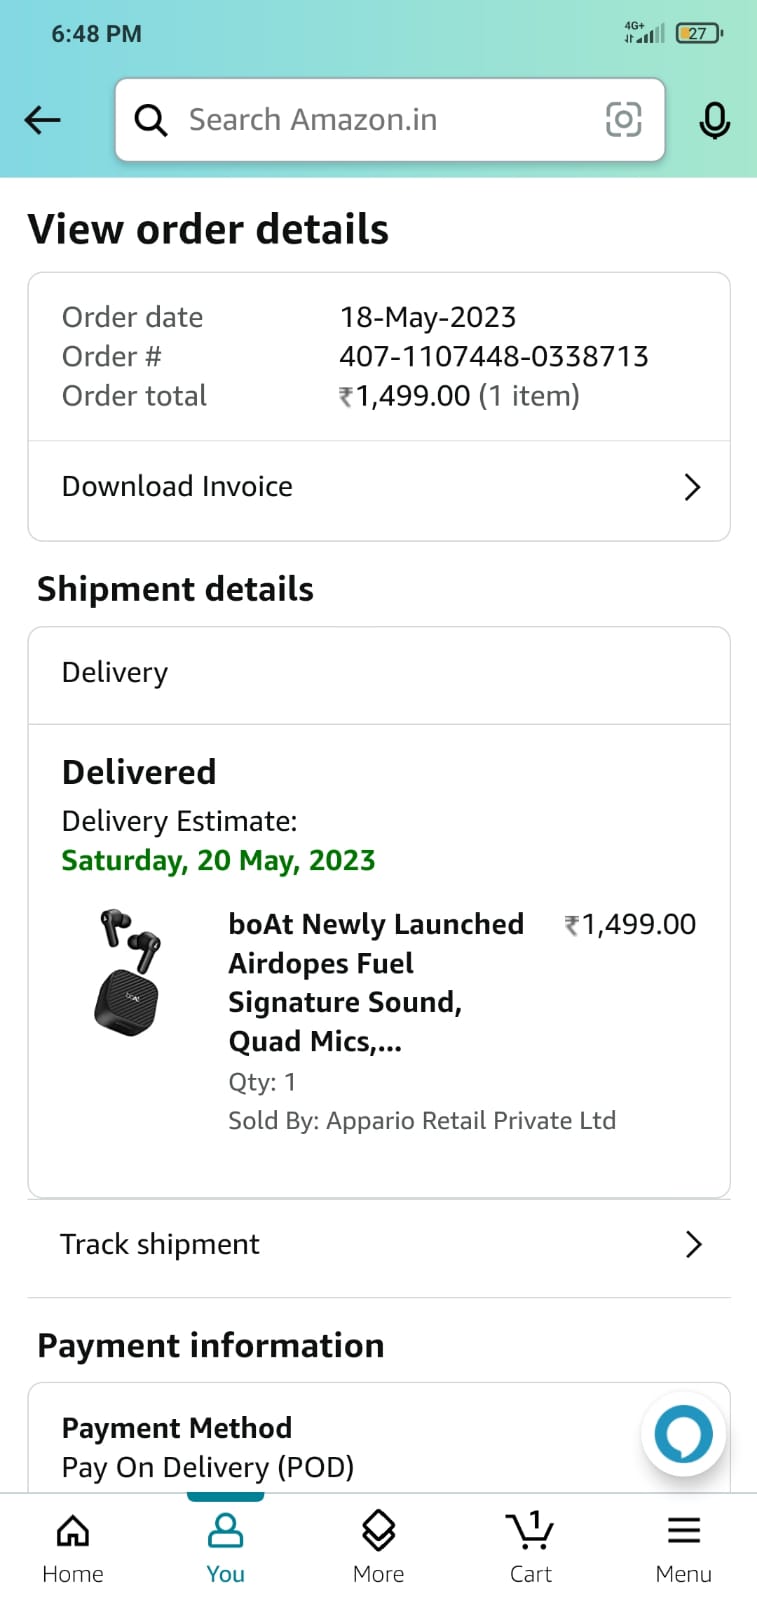 6:48 PM
4G+
27
Search Amazon.in
View order details
Order date 18-May-2023
Order # 407-1107448-0338713
Order total ₹1,499.00 (1 item)
Download Invoice
Shipment details
Delivery
Delivered
Delivery Estimate:
Saturday, 20 May, 2023
boAt Newly Launched ₹1,499.00
Airdopes Fuel
Signature Sound,
Quad Mics,...
Qty: 1
Sold By: Appario Retail Private Ltd
boAt
Track shipment
Payment information
Payment Method
Pay On Delivery (POD)
1
Home You More Cart Menu